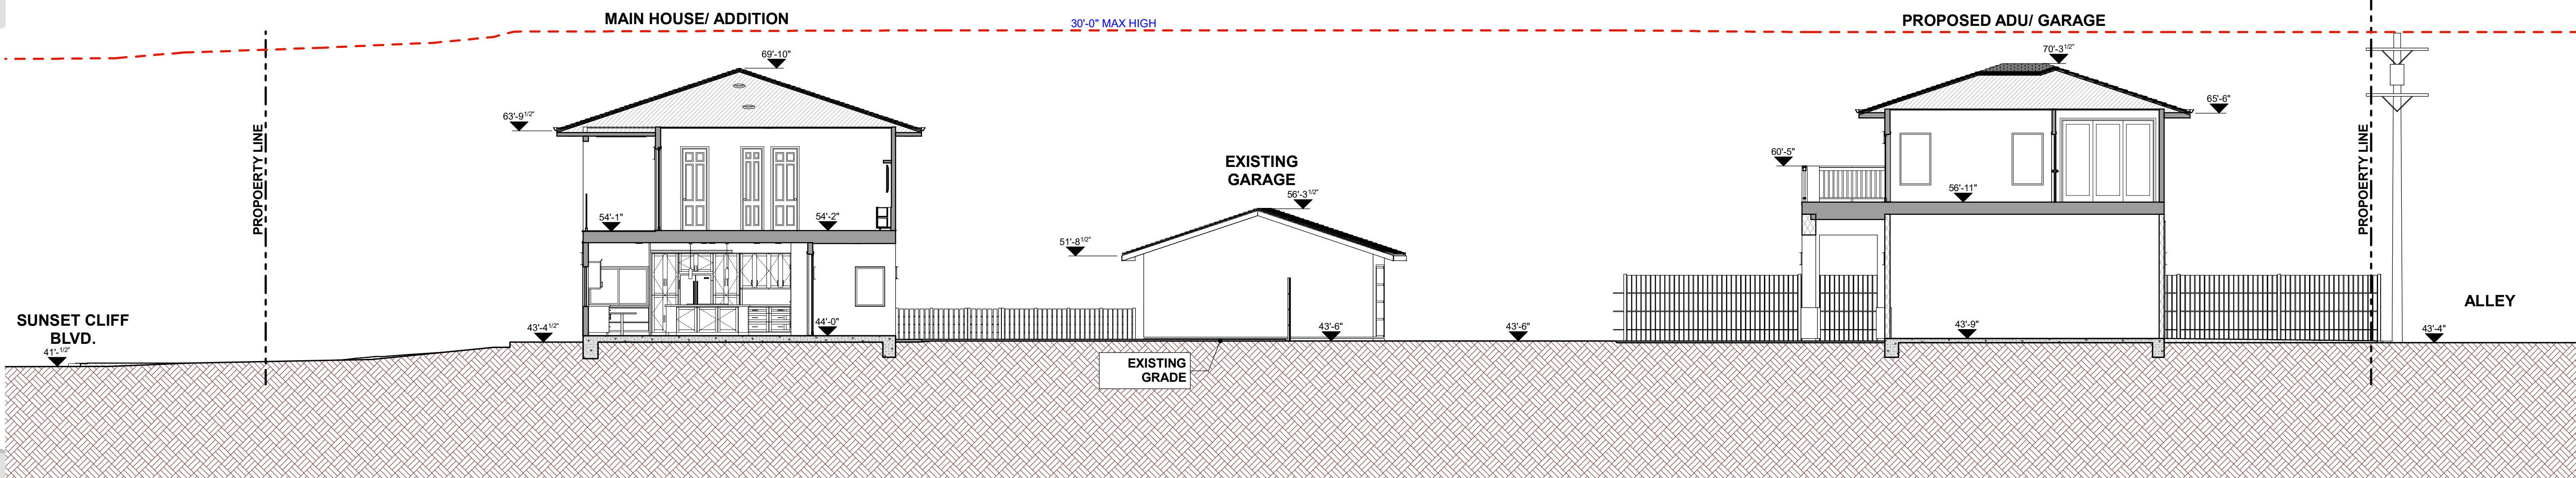 MAIN HOUSE/ ADDITION
30'-0" MAX HIGH
PROPOSED ADU/ GARAGE
69'-10"
70'-3 1/2"
63'-9 1/2"
65'-6"
PROPOERTY LINE
PROPOERTY LINE
EXISTING
GARAGE
60'-5"
56'-3 1/2"
56'-11"
54'-1"
54'-2"
51'-8 1/2"
SUNSET CLIFF
BLVD.
41'-1/2"
43'-4 1/2"
44'-0"
43'-6"
43'-6"
43'-9"
ALLEY
43'-4"
EXISTING
GRADE